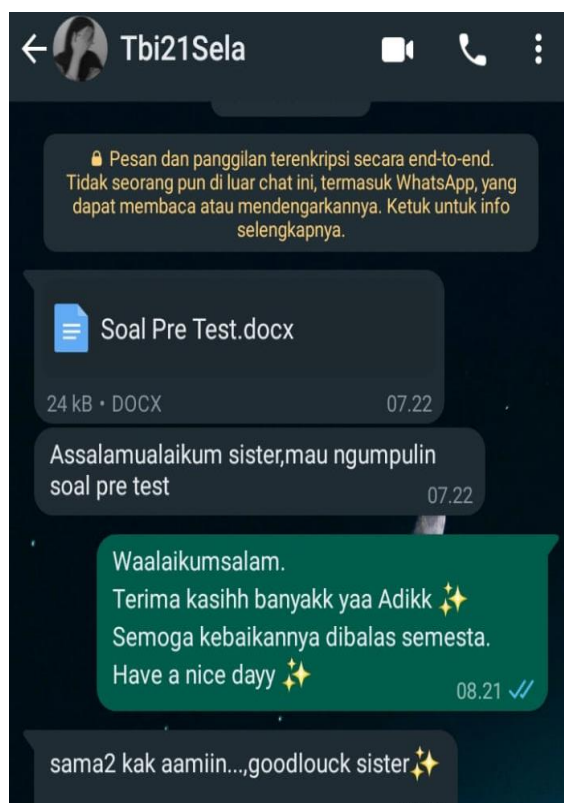 Tbi21Sela
Pesan dan panggilan terenkripsi secara end-to-end.
Tidak seorang pun di luar chat ini, termasuk WhatsApp, yang
dapat membaca atau mendengarkannya. Ketuk untuk info
selengkapnya.
Soal Pre Test.docx
24 kB • DOCX 07.22
Assalamualaikum sister,mau ngumpulin
soal pre test
07.22
Waalaikumsalam.
Terima kasihh banyakk yaa Adikk ✨
Semoga kebaikannya dibalas semesta.
Have a nice dayy ✨
08.21
sama2 kak aamiin...,goodlouck sister✨